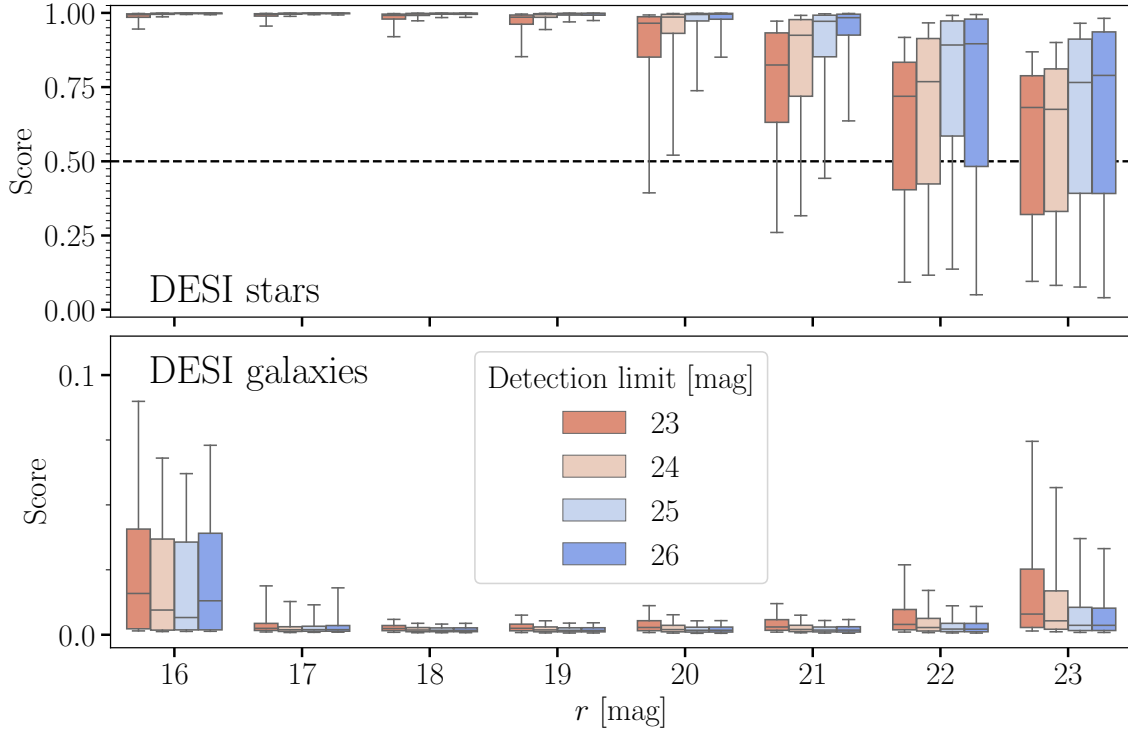 1.00
0.75
0.50
0.25
0.00
Score
DESI stars
0.1
0.0
Score
DESI galaxies
Detection limit [mag]
23
24
25
26
16 17 18 19 20 21 22 23
r [mag]